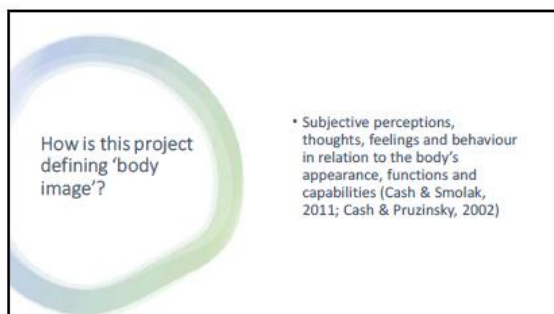 How is this project
defining ‘body
image’?
• Subjective perceptions,
thoughts, feelings and behaviour
in relation to the body’s
appearance, functions and
capabilities (Cash & Smolak,
2011; Cash & Pruzinsky, 2002)